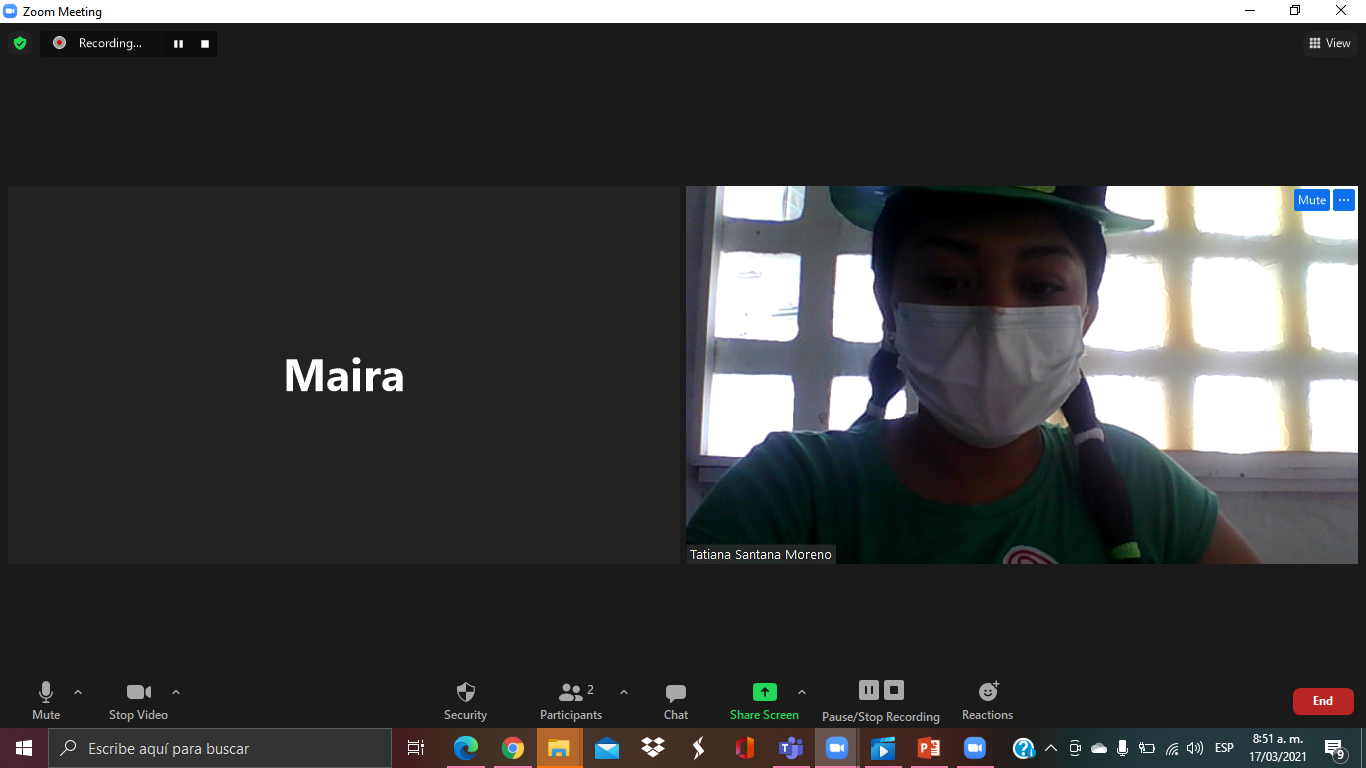 Zoom Meeting
Recording...
View
Maira
Mute
Tatiana Santana Moreno
Mute
Stop Video
Security
Participants
2
Chat
Share Screen
Pause/Stop Recording
Reactions
End
Escribe aquí para buscar
ESP
8:51 a. m.
17/03/2021
9